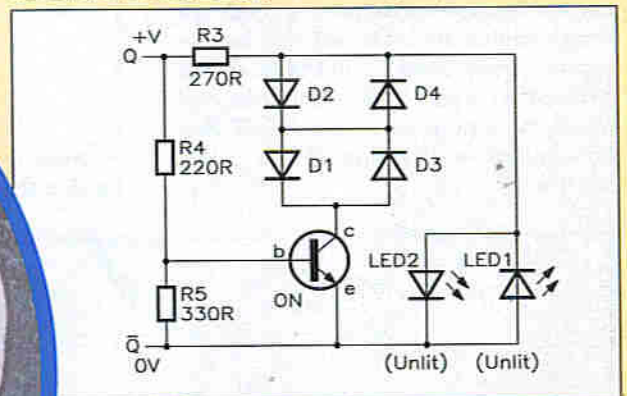 +V
Q
R3
270R
D2
D4
R4
220R
D1
D3
c
b
e
ON
LED2
LED1
R5
330R
Q̅
0V
(Unlit)
(Unlit)